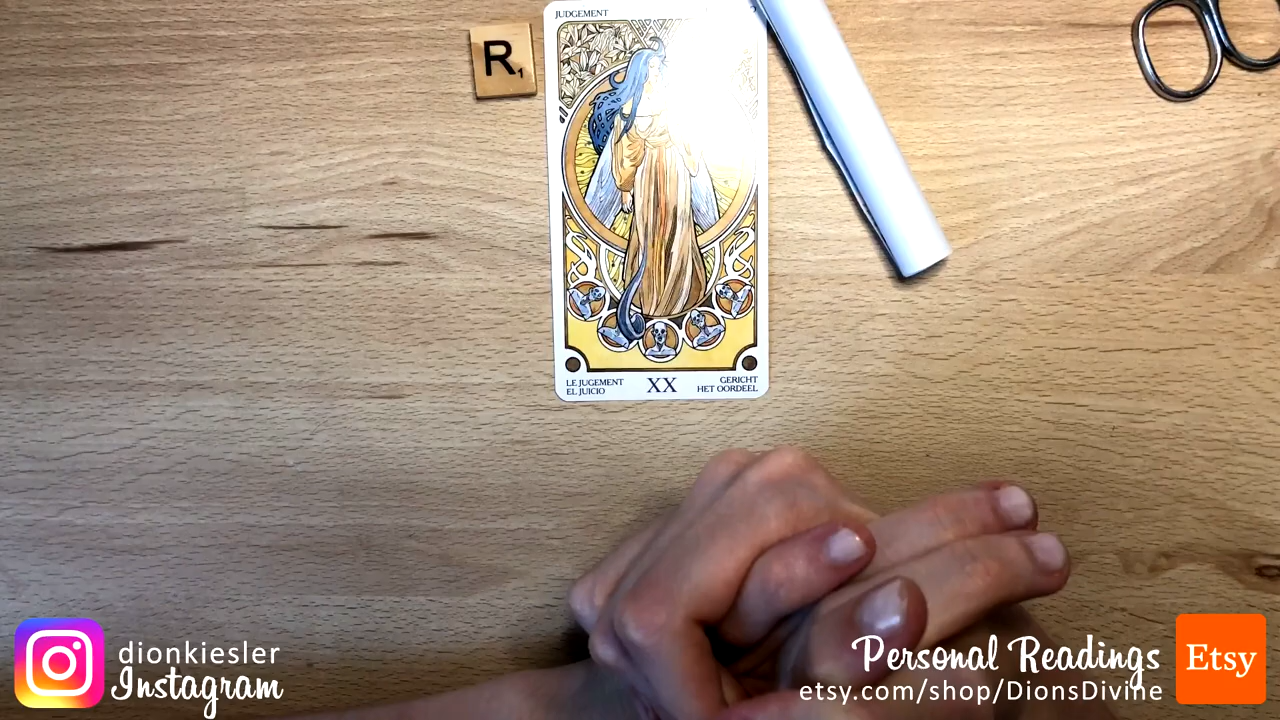 JUDGEMENT
R1
LE JUGEMENT
EL JUICIO
XX
GERICHT
HET OORDEEL
dionkiesler
Instagram
Personal Readings
etsy.com/shop/DionsDivine
Etsy